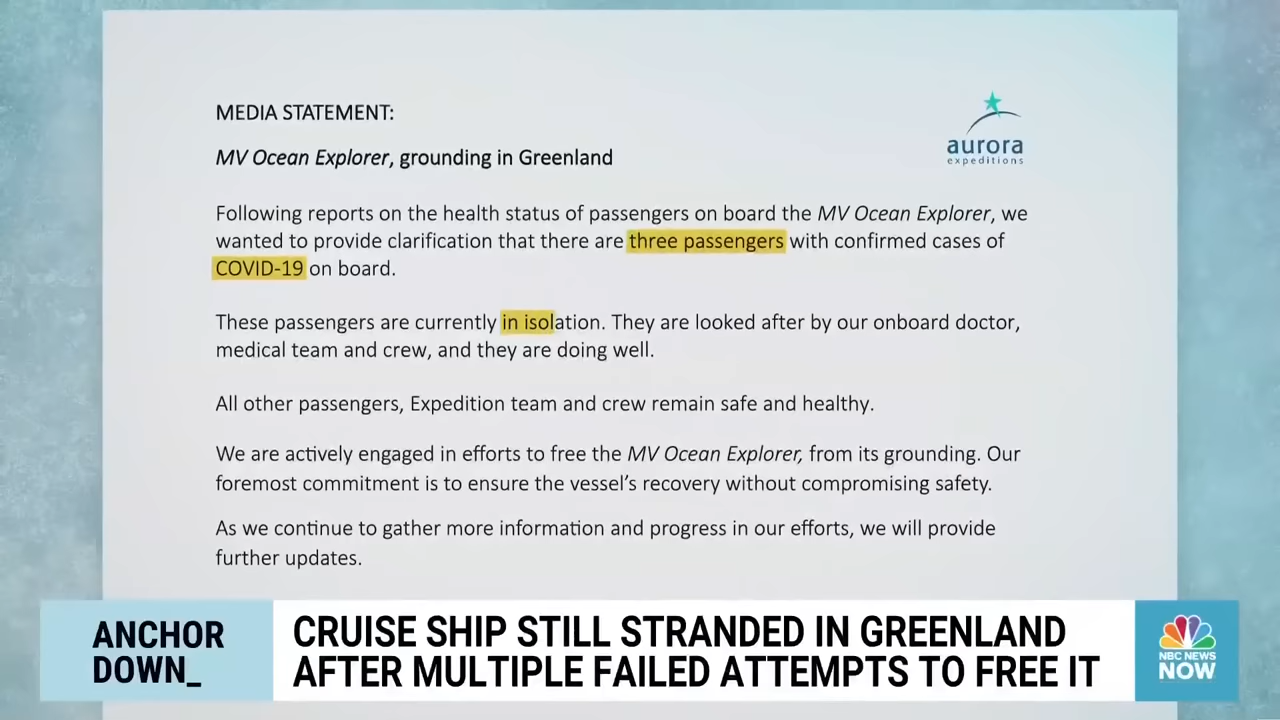 MEDIA STATEMENT:
aurora
expeditions
MV Ocean Explorer, grounding in Greenland
Following reports on the health status of passengers on board the MV Ocean Explorer, we
wanted to provide clarification that there are three passengers with confirmed cases of
COVID-19 on board.
These passengers are currently in isolation. They are looked after by our onboard doctor,
medical team and crew, and they are doing well.
All other passengers, Expedition team and crew remain safe and healthy.
We are actively engaged in efforts to free the MV Ocean Explorer, from its grounding. Our
foremost commitment is to ensure the vessel's recovery without compromising safety.
As we continue to gather more information and progress in our efforts, we will provide
further updates.
ANCHOR
DOWN_
CRUISE SHIP STILL STRANDED IN GREENLAND
AFTER MULTIPLE FAILED ATTEMPTS TO FREE IT
NBC NEWS
NOW